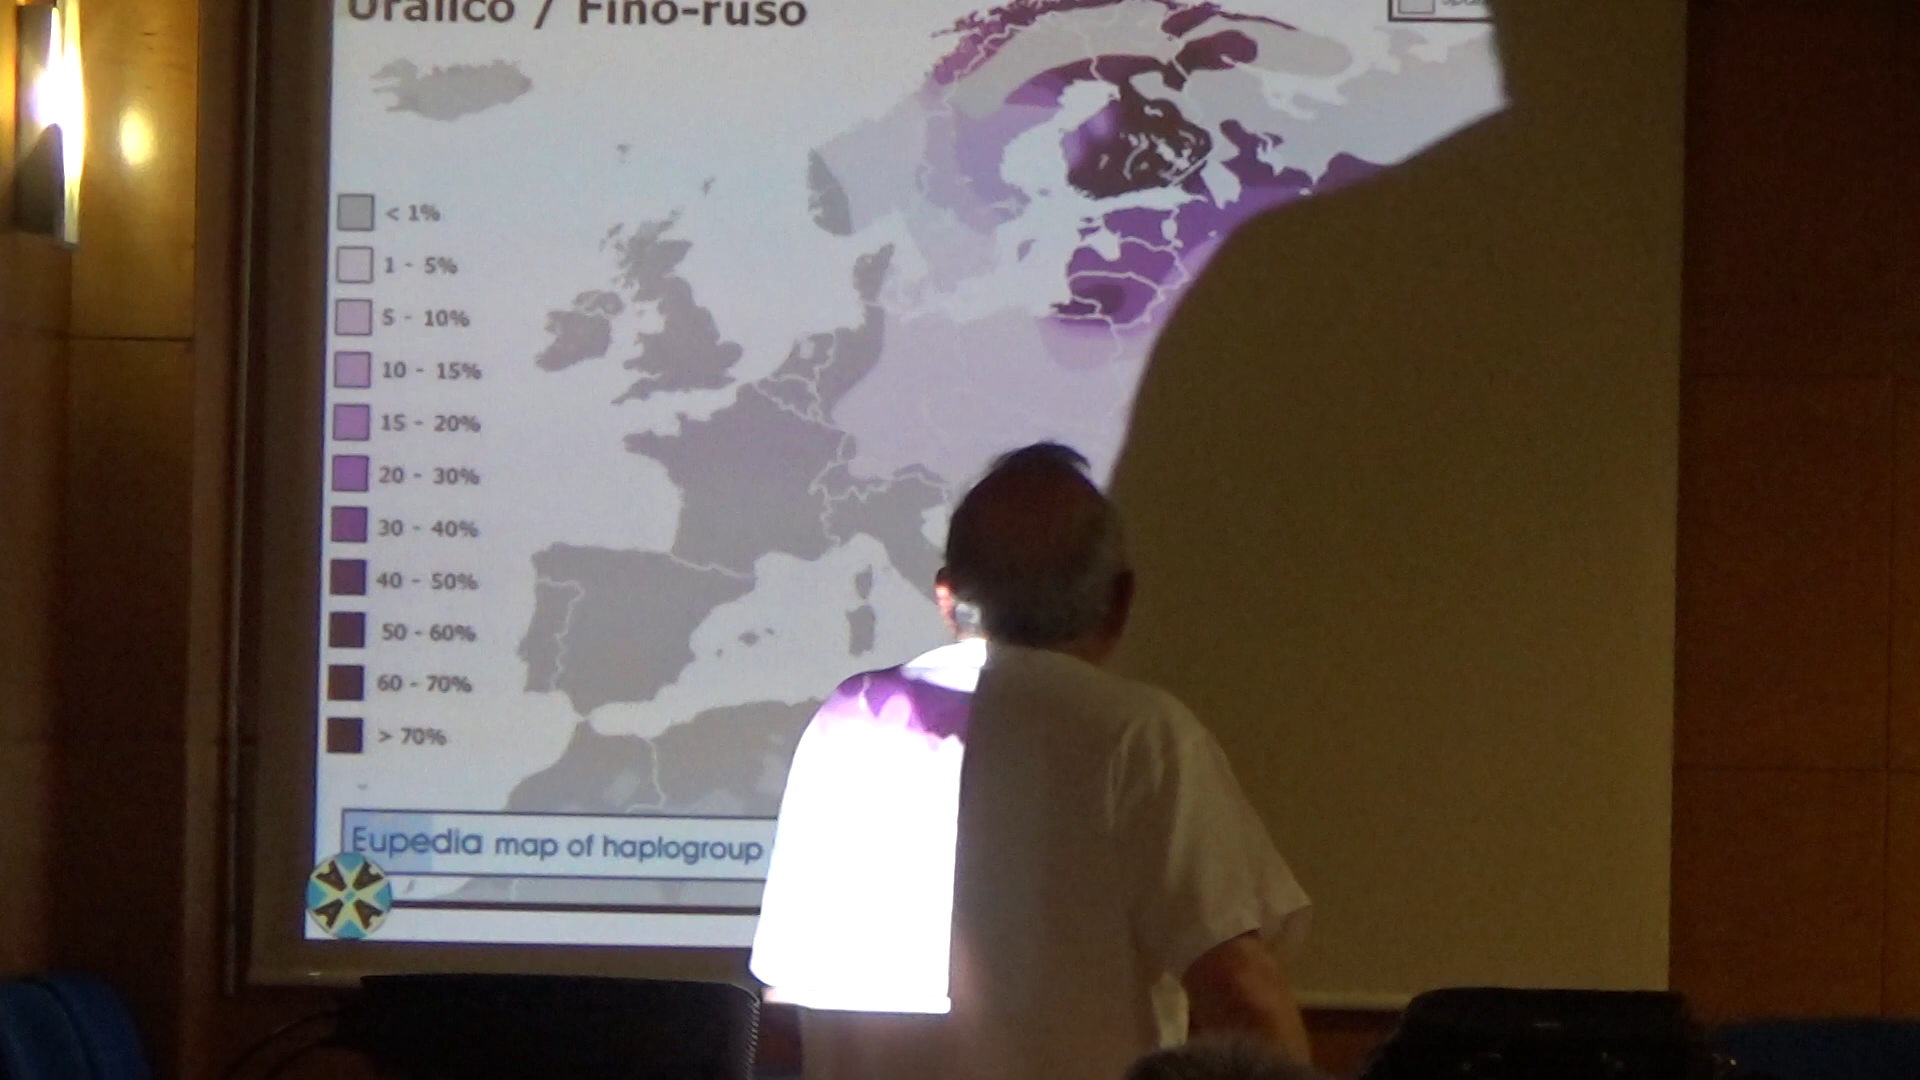 Uralico / Fino-ruso
< 1%
1 - 5%
5 - 10%
10 - 15%
15 - 20%
20 - 30%
30 - 40%
40 - 50%
50 - 60%
60 - 70%
> 70%
Eupedia map of haplogroup